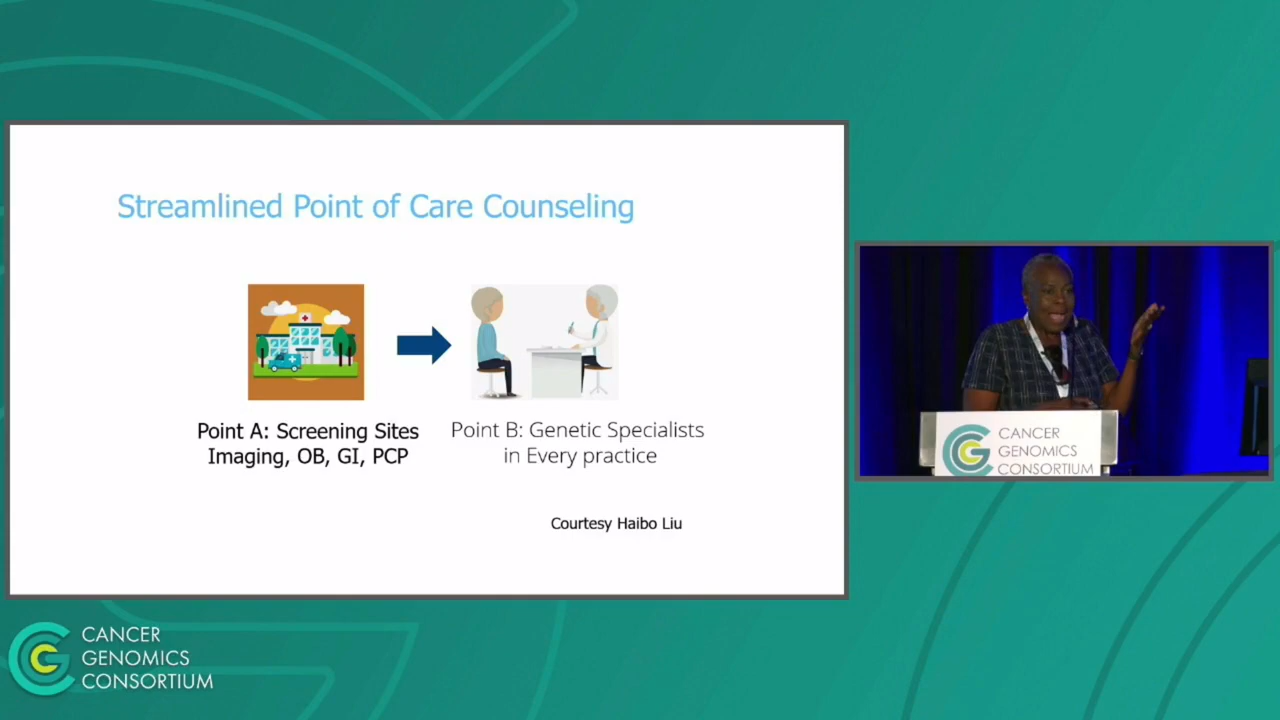 Streamlined Point of Care Counseling
Point A: Screening Sites
Imaging, OB, GI, PCP
Point B: Genetic Specialists
in Every practice
Courtesy Haibo Liu
CANCER
GENOMICS
CONSORTIUM
CANCER
GENOMICS
CONSORTIUM